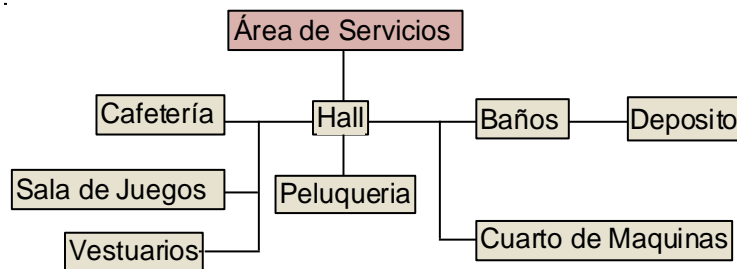 Área de Servicios
Cafetería
Hall
Baños
Deposito
Sala de Juegos
Peluqueria
Vestuarios
Cuarto de Maquinas